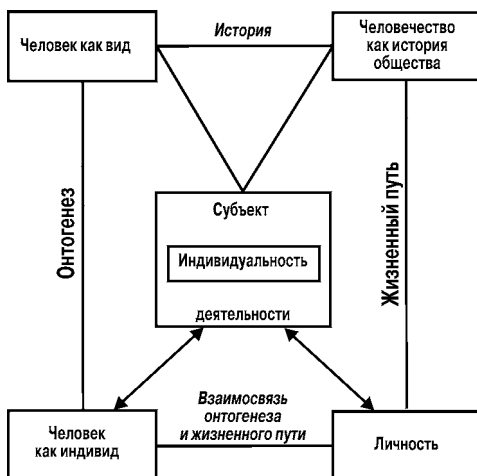 Человек как вид
История
Человечество
как история
общества
Онтогенез
Жизненный путь
Субъект
Индивидуальность
деятельности
Взаимосвязь
онтогенеза
и жизненного пути
Человек
как индивид
Личность